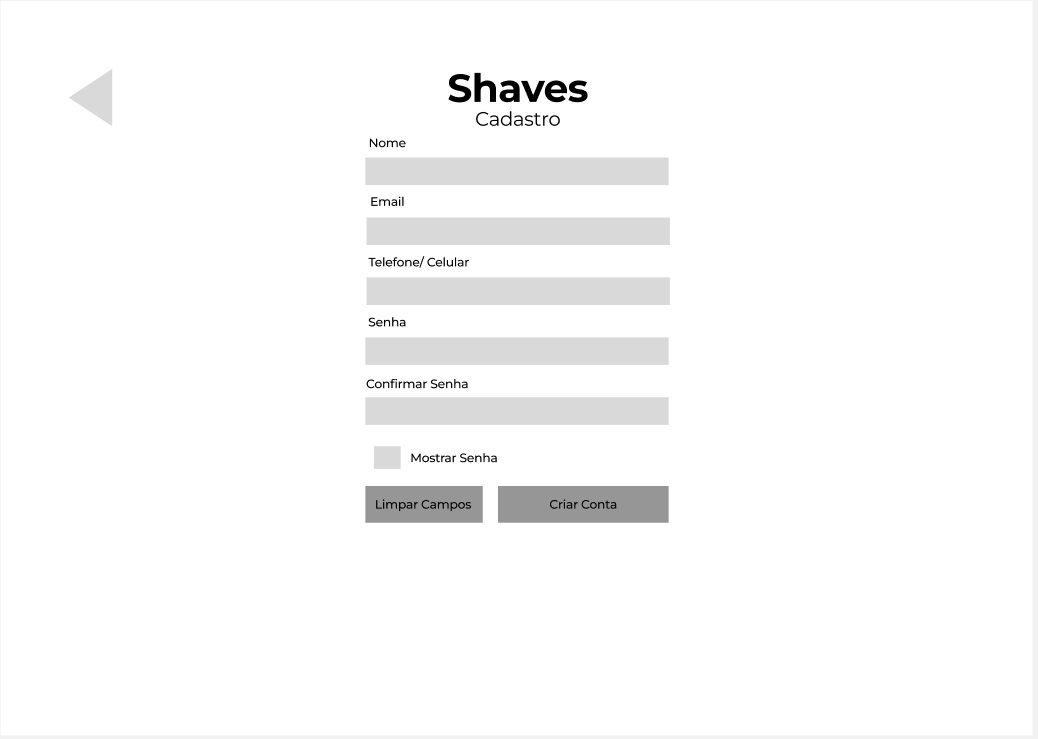 Shaves
Cadastro
Nome
Email
Telefone/ Celular
Senha
Confirmar Senha
Mostrar Senha
Limpar Campos
Criar Conta